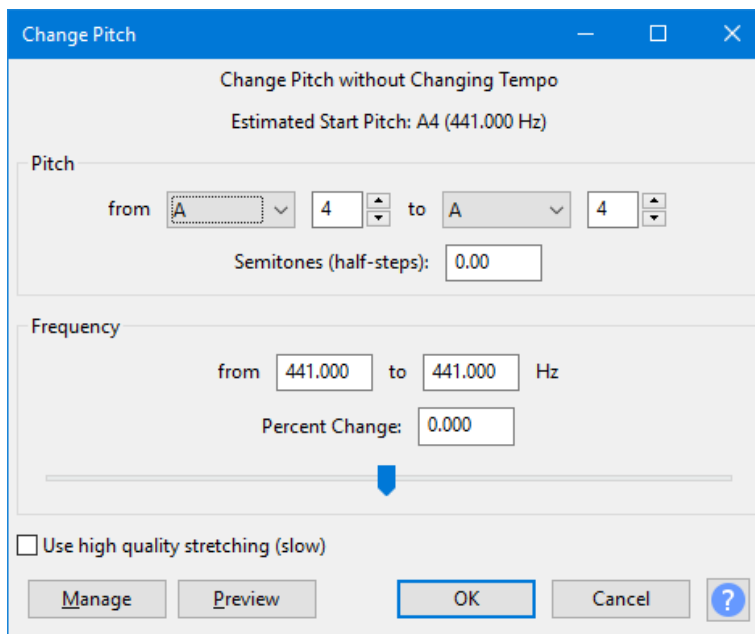 Change Pitch
Change Pitch without Changing Tempo
Estimated Start Pitch: A4 (441.000 Hz)
Pitch
from A 4 to A 4
Semitones (half-steps): 0.00
Frequency
from 441.000 to 441.000 Hz
Percent Change: 0.000
Use high quality stretching (slow)
Manage Preview OK Cancel ?